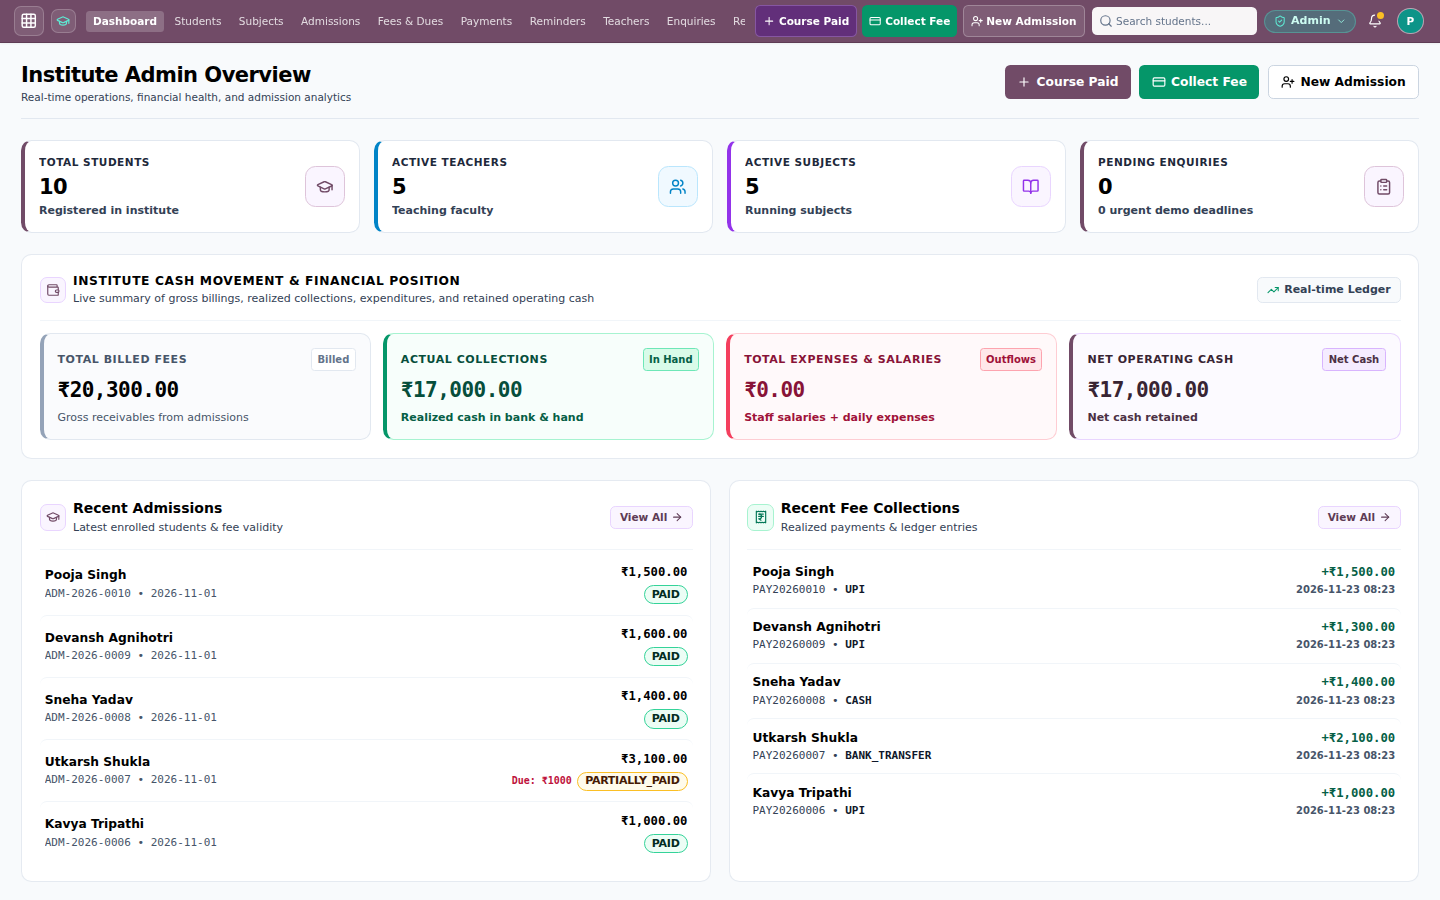 Dashboard Students Subjects Admissions Fees & Dues Payments Reminders Teachers Enquiries Re + Course Paid Collect Fee New Admission Search students... Admin P
Institute Admin Overview
Real-time operations, financial health, and admission analytics
+ Course Paid Collect Fee New Admission
TOTAL STUDENTS
10
Registered in institute
ACTIVE TEACHERS
5
Teaching faculty
ACTIVE SUBJECTS
5
Running subjects
PENDING ENQUIRIES
0
0 urgent demo deadlines
INSTITUTE CASH MOVEMENT & FINANCIAL POSITION
Live summary of gross billings, realized collections, expenditures, and retained operating cash
Real-time Ledger
TOTAL BILLED FEES Billed
₹20,300.00
Gross receivables from admissions
ACTUAL COLLECTIONS In Hand
₹17,000.00
Realized cash in bank & hand
TOTAL EXPENSES & SALARIES Outflows
₹0.00
Staff salaries + daily expenses
NET OPERATING CASH Net Cash
₹17,000.00
Net cash retained
Recent Admissions
Latest enrolled students & fee validity
View All →
Pooja Singh ₹1,500.00
ADM-2026-0010 • 2026-11-01 PAID
Devansh Agnihotri ₹1,600.00
ADM-2026-0009 • 2026-11-01 PAID
Sneha Yadav ₹1,400.00
ADM-2026-0008 • 2026-11-01 PAID
Utkarsh Shukla ₹3,100.00
ADM-2026-0007 • 2026-11-01 Due: ₹1000 PARTIALLY_PAID
Kavya Tripathi ₹1,000.00
ADM-2026-0006 • 2026-11-01 PAID
Recent Fee Collections
Realized payments & ledger entries
View All →
Pooja Singh +₹1,500.00
PAY20260010 • UPI 2026-11-23 08:23
Devansh Agnihotri +₹1,300.00
PAY20260009 • UPI 2026-11-23 08:23
Sneha Yadav +₹1,400.00
PAY20260008 • CASH 2026-11-23 08:23
Utkarsh Shukla +₹2,100.00
PAY20260007 • BANK_TRANSFER 2026-11-23 08:23
Kavya Tripathi +₹1,000.00
PAY20260006 • UPI 2026-11-23 08:23